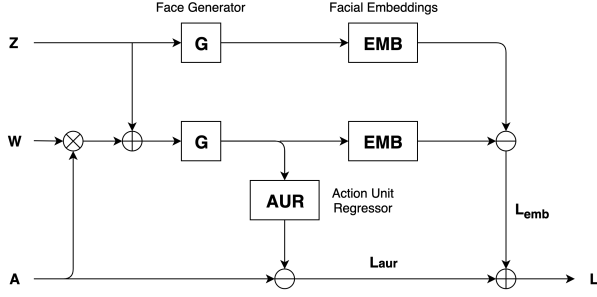 Face Generator
Facial Embeddings
Z
G
EMB
W
G
EMB
AUR
Action Unit
Regressor
Lemb
Laur
A
L